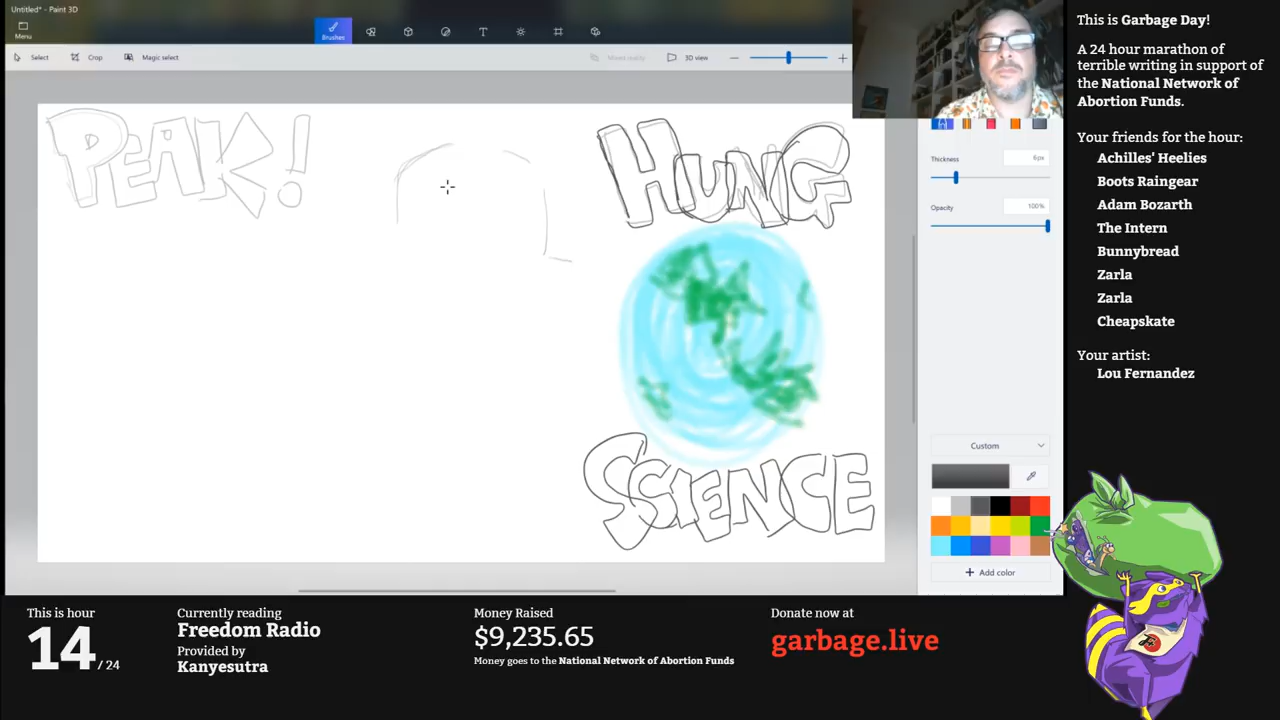 Untitled* - Paint 3D
Menu
Brushes
Select
Crop
Magic select
Mixed reality
3D view
PEAK!
HUNG
SCIENCE
Thickness
6px
Opacity
100%
Custom
Add color
This is Garbage Day!
A 24 hour marathon of
terrible writing in support of
the National Network of
Abortion Funds.
Your friends for the hour:
Achilles' Heelies
Boots Raingear
Adam Bozarth
The Intern
Bunnybread
Zarla
Zarla
Cheapskate
Your artist:
Lou Fernandez
This is hour
14 / 24
Currently reading
Freedom Radio
Provided by
Kanyesutra
Money Raised
$9,235.65
Money goes to the National Network of Abortion Funds
Donate now at
garbage.live